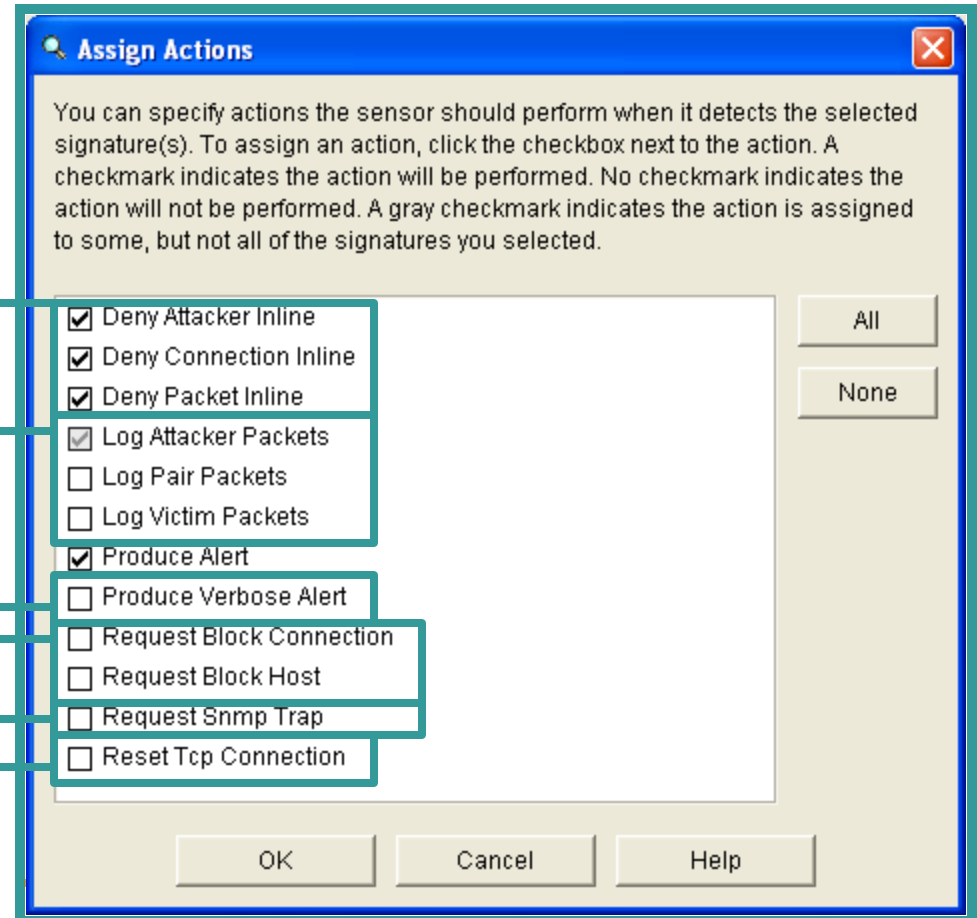 Assign Actions
You can specify actions the sensor should perform when it detects the selected
signature(s). To assign an action, click the checkbox next to the action. A
checkmark indicates the action will be performed. No checkmark indicates the
action will not be performed. A gray checkmark indicates the action is assigned
to some, but not all of the signatures you selected.
Deny Attacker Inline
Deny Connection Inline
Deny Packet Inline
Log Attacker Packets
Log Pair Packets
Log Victim Packets
Produce Alert
Produce Verbose Alert
Request Block Connection
Request Block Host
Request Snmp Trap
Reset Tcp Connection
All
None
OK
Cancel
Help